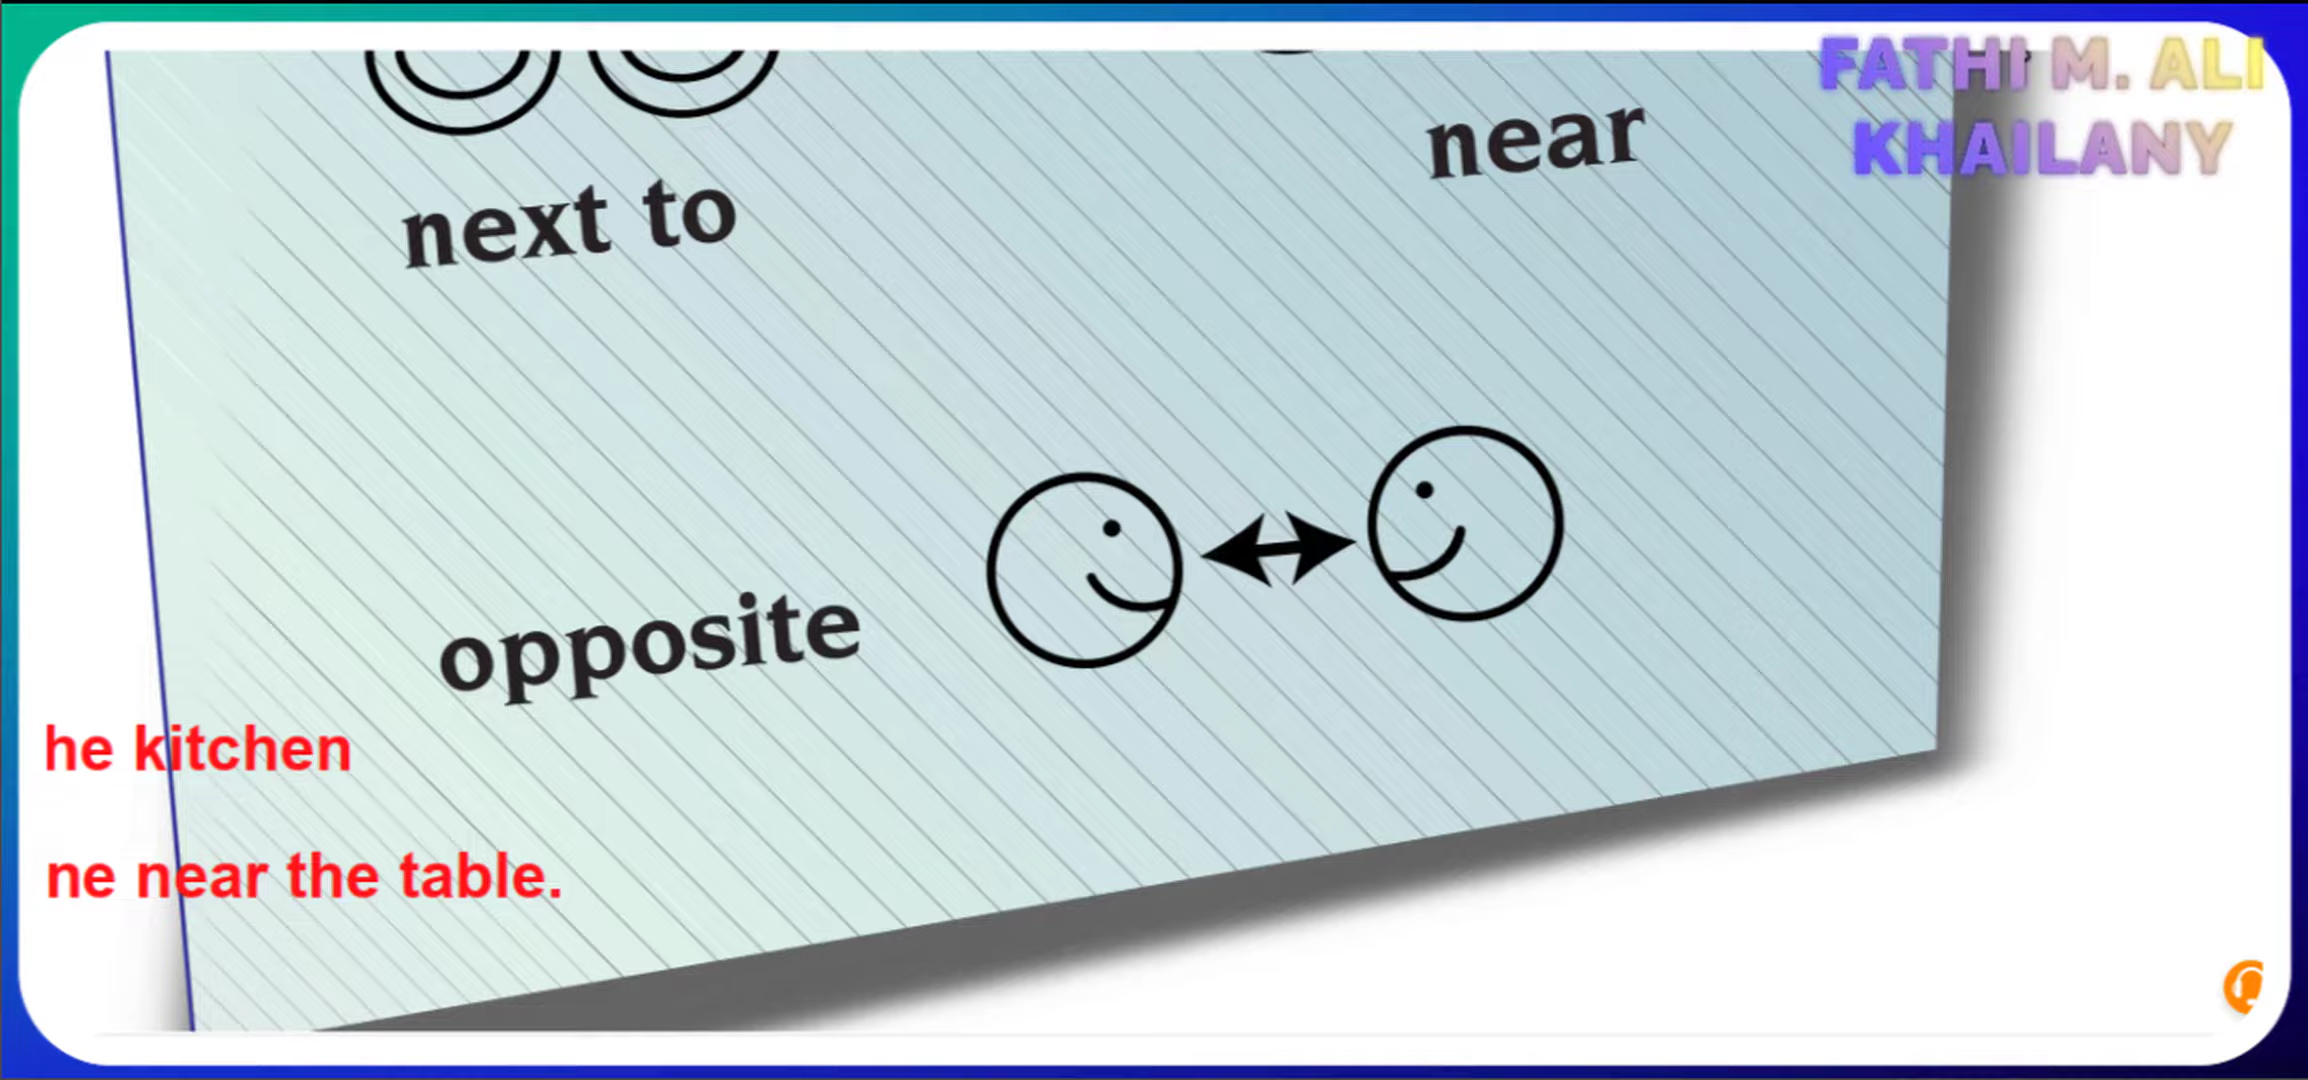 FATHI M. ALI
KHAILANY
near
next to
opposite
he kitchen
ne near the table.